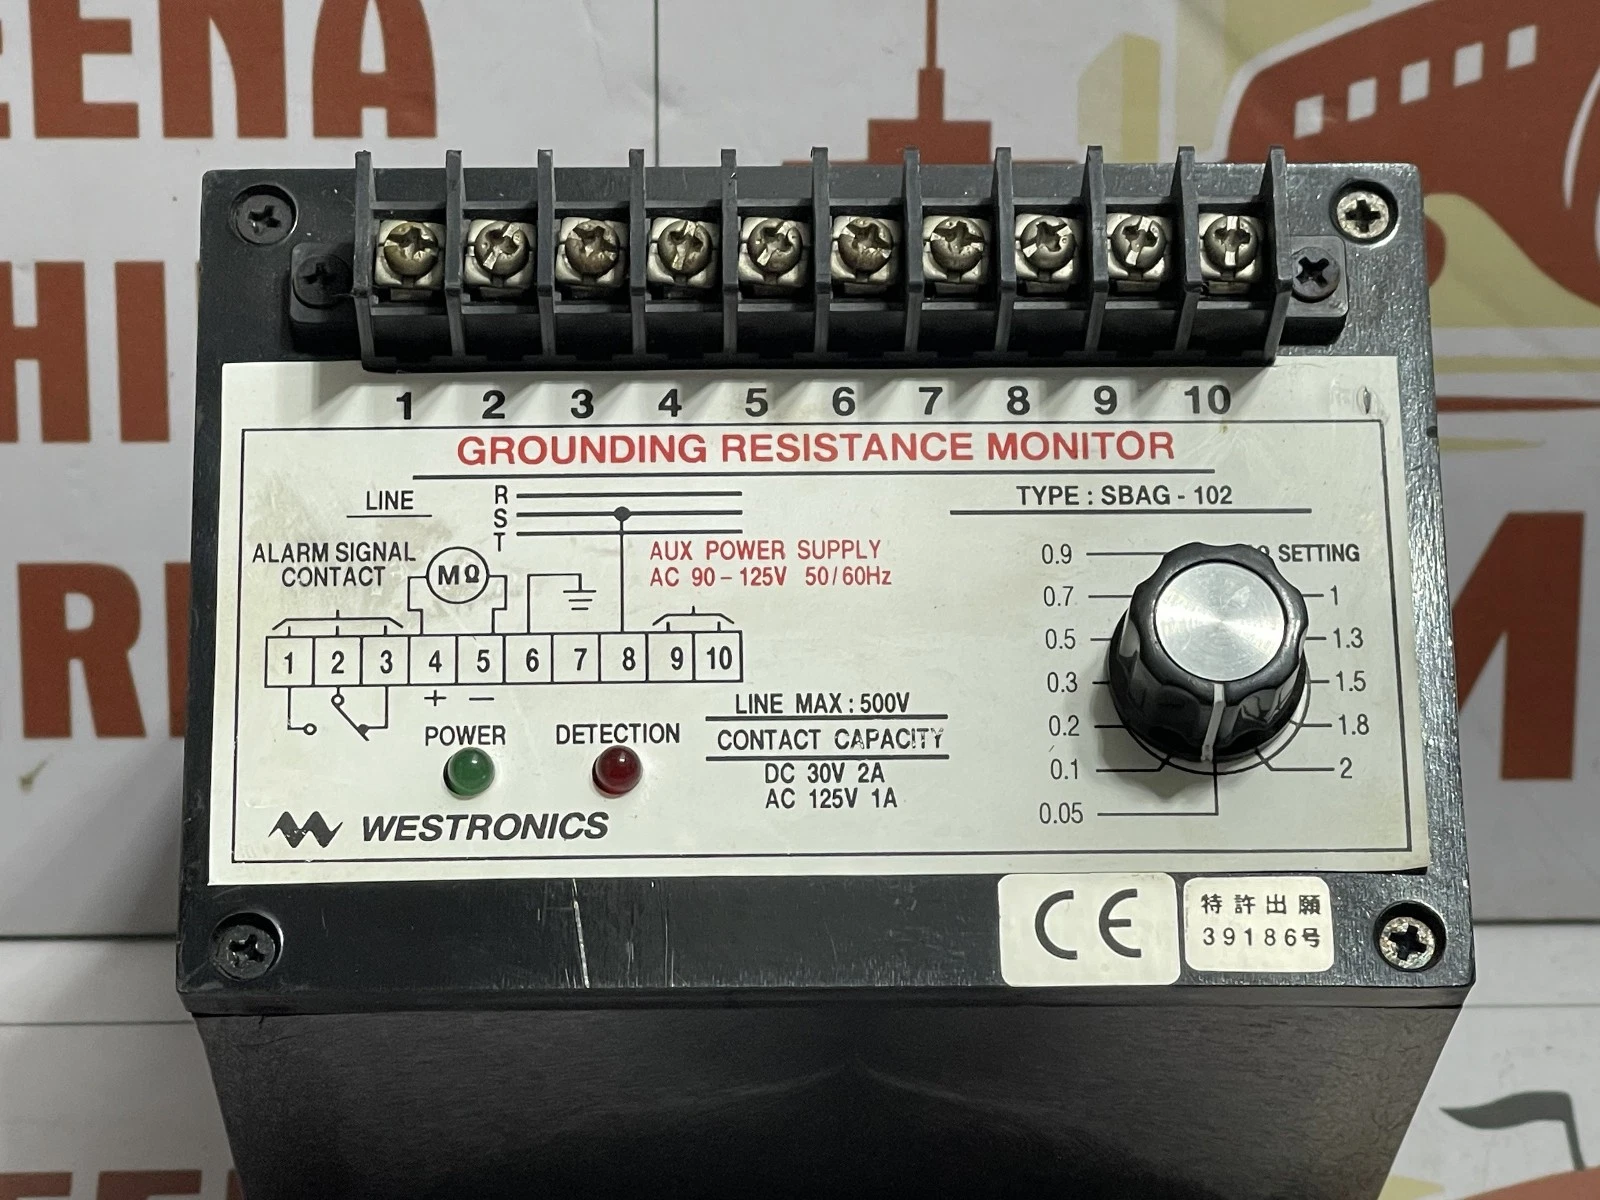 1 2 3 4 5 6 7 8 9 10
GROUNDING RESISTANCE MONITOR
LINE
R
S
T
TYPE : SBAG - 102
ALARM SIGNAL
CONTACT
MΩ
AUX POWER SUPPLY
AC 90 - 125V 50/60Hz
SETTING
0.9
0.7
0.5
0.3
0.2
0.1
0.05
1
1.3
1.5
1.8
2
1 2 3 4 5 6 7 8 9 10
+ −
LINE MAX : 500V
CONTACT CAPACITY
DC 30V 2A
AC 125V 1A
POWER
DETECTION
WESTRONICS
CE
特許出願
39186号